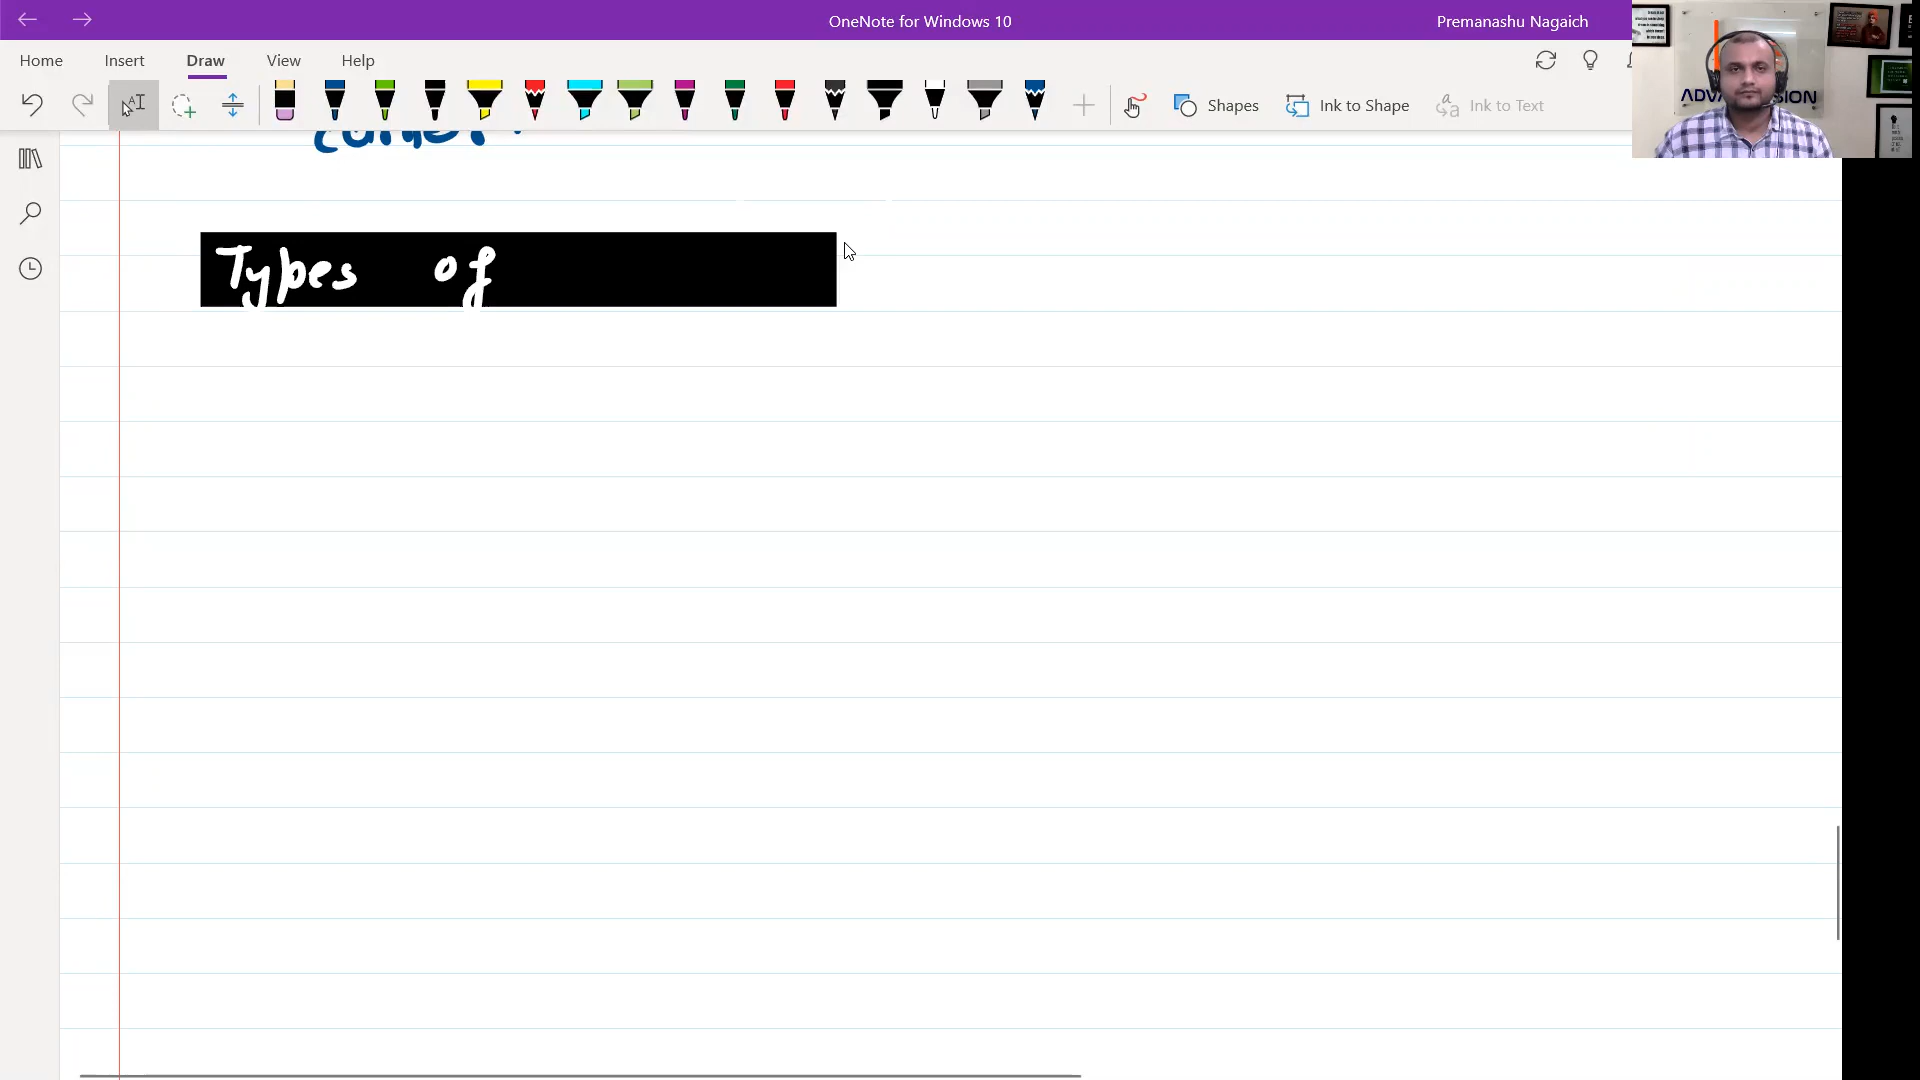 OneNote for Windows 10
Premanashu Nagaich
Home Insert Draw View Help
Shapes Ink to Shape Ink to Text
Types of